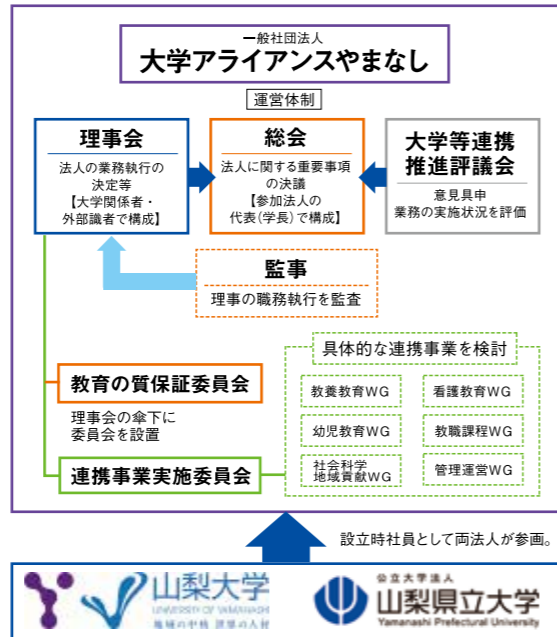 一般社団法人
大学アライアンスやまなし
運営体制
理事会
法人の業務執行の
決定等
【大学関係者・
外部識者で構成】
総会
法人に関する重要事項
の決議
【参加法人の
代表(学長)で構成】
大学等連携
推進評議会
意見具申
業務の実施状況を評価
監事
理事の職務執行を監査
教育の質保証委員会
理事会の傘下に
委員会を設置
連携事業実施委員会
具体的な連携事業を検討
教養教育WG
看護教育WG
幼児教育WG
教職課程WG
社会科学
地域貢献WG
管理運営WG
設立時社員として両法人が参画。
山梨大学
UNIVERSITY OF YAMANASHI
地域の中核 世界の人材
公立大学法人
山梨県立大学
Yamanashi Prefectural University